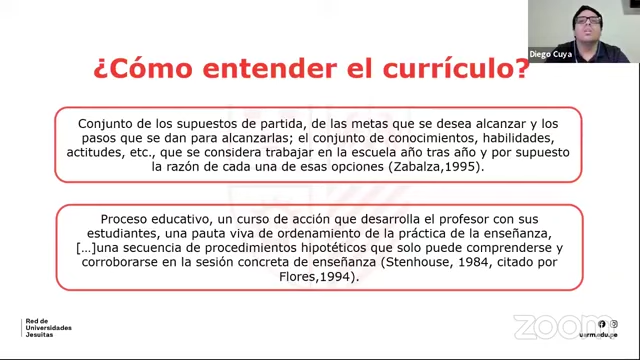 Diego Cuya
¿Cómo entender el currículo?
Conjunto de los supuestos de partida, de las metas que se desea alcanzar y los
pasos que se dan para alcanzarlas; el conjunto de conocimientos, habilidades,
actitudes, etc., que se considera trabajar en la escuela año tras año y por supuesto
la razón de cada una de esas opciones (Zabalza,1995).
Proceso educativo, un curso de acción que desarrolla el profesor con sus
estudiantes, una pauta viva de ordenamiento de la práctica de la enseñanza,
[…]una secuencia de procedimientos hipotéticos que solo puede comprenderse y
corroborarse en la sesión concreta de enseñanza (Stenhouse, 1984, citado por
Flores,1994).
Red de
Universidades
Jesuitas
zoom
uarm.edu.pe